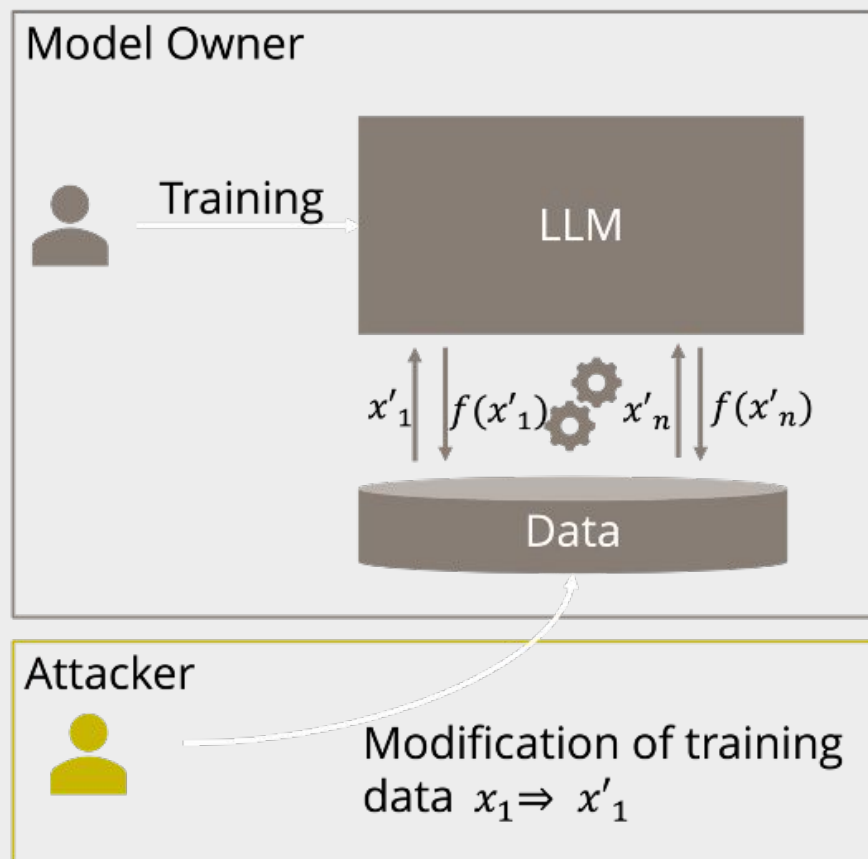 Model Owner
Training
LLM
x′₁ f(x′₁) x′ₙ f(x′ₙ)
Data
Attacker
Modification of training
data x₁⇒ x′₁